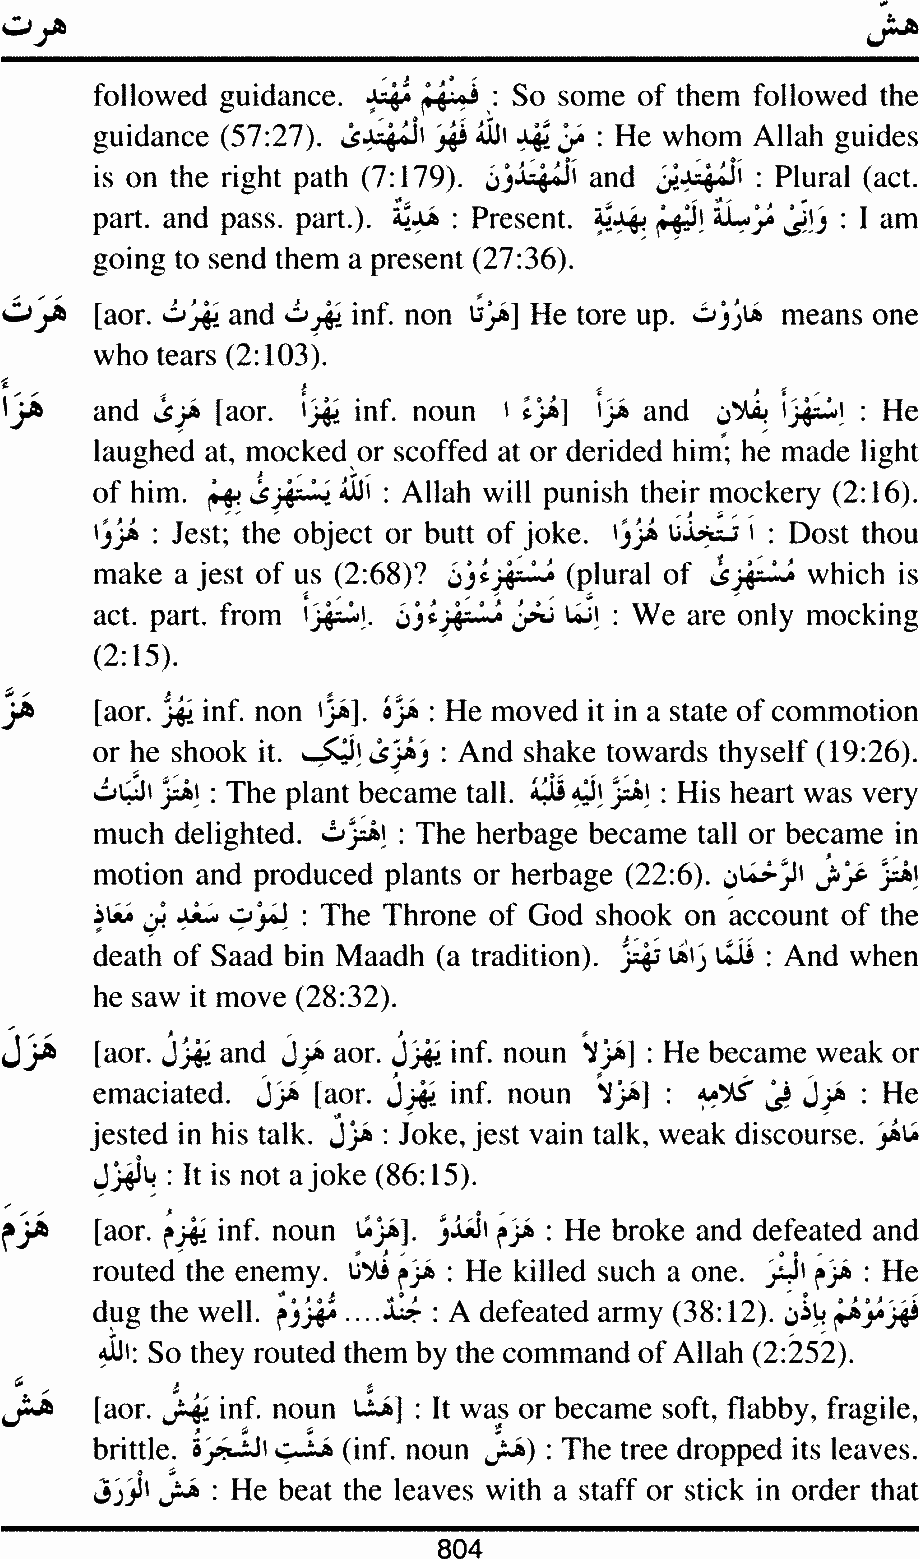 هرت هشّ
followed guidance. فَمِنْهُمْ مُّهْتَدٍ : So some of them followed the
guidance (57:27). مَنْ يَّهْدِ اللّٰهُ فَهُوَ الْمُهْتَدِىْ : He whom Allah guides
is on the right path (7:179). اَلْمُهْتَدُوْنَ and اَلْمُهْتَدِيْنَ : Plural (act.
part. and pass. part.). هَدِيَّةٌ : Present. وَاِنِّىْ مُرْسِلَةٌ اِلَيْهِمْ بِهَدِيَّةٍ : I am
going to send them a present (27:36).
هَرَتَ [aor. يَهْرُتُ and يَهْرِتُ inf. non هَرْتًا] He tore up. هَارُوْتَ means one
who tears (2:103).
هَزَأَ and هَزِىَٔ [aor. يَهْزَأُ inf. noun هُزْءً ا] هَزَأَ and اِسْتَهْزَأَ بِفُلَانٍ : He
laughed at, mocked or scoffed at or derided him; he made light
of him. اَللّٰهُ يَسْتَهْزِئُ بِهِمْ : Allah will punish their mockery (2:16).
هُزُوًا : Jest; the object or butt of joke. اَ تَتَّخِذُنَا هُزُوًا : Dost thou
make a jest of us (2:68)? مُسْتَهْزِءُوْنَ (plural of مُسْتَهْزِئٌ which is
act. part. from اِسْتَهْزَأَ. اِنَّمَا نَحْنُ مُسْتَهْزِءُوْنَ : We are only mocking
(2:15).
هَزَّ [aor. يَهُزُّ inf. non هَزًّا]. هَزَّهُ : He moved it in a state of commotion
or he shook it. وَهُزِّىْ اِلَيْکِ : And shake towards thyself (19:26).
اِهْتَزَّ النَّبَاتُ : The plant became tall. اِهْتَزَّ اِلَيْهِ قَلْبُهُ : His heart was very
much delighted. اِهْتَزَّتْ : The herbage became tall or became in
motion and produced plants or herbage (22:6). اِهْتَزَّ عَرْشُ الرَّحْمَانِ
لِمَوْتِ سَعْدِ بْنِ مَعَاذٍ : The Throne of God shook on account of the
death of Saad bin Maadh (a tradition). فَلَمَّا رَاٰهَا تَهْتَزُّ : And when
he saw it move (28:32).
هَزَلَ [aor. يَهْزُلُ and هَزِلَ aor. يَهْزَلُ inf. noun هَزْلاً] : He became weak or
emaciated. هَزَلَ [aor. يَهْزِلُ inf. noun هَزْلاً] : هَزَلَ فِىْ كَلَامِهٖ : He
jested in his talk. هَزْلٌ : Joke, jest vain talk, weak discourse. مَاهُوَ
بِالْهَزْلِ : It is not a joke (86:15).
هَزَمَ [aor. يَهْزِمُ inf. noun هَزْمًا]. هَزَمَ الْعَدُوَّ : He broke and defeated and
routed the enemy. هَزَمَ فُلَانًا : He killed such a one. هَزَمَ الْبِئْرَ : He
dug the well. جُنْدٌ.... مَهْزُوْمٌ : A defeated army (38:12). فَهَزَمُوْهُمْ بِاِذْنِ
اللّٰهِ: So they routed them by the command of Allah (2:252).
هَشَّ [aor. يَهَشُّ inf. noun هَشًّا] : It was or became soft, flabby, fragile,
brittle. هَشَّتِ الشَّجَرَةُ (inf. noun هَشٌّ) : The tree dropped its leaves.
هَشَّ الْوَرَقَ : He beat the leaves with a staff or stick in order that
804